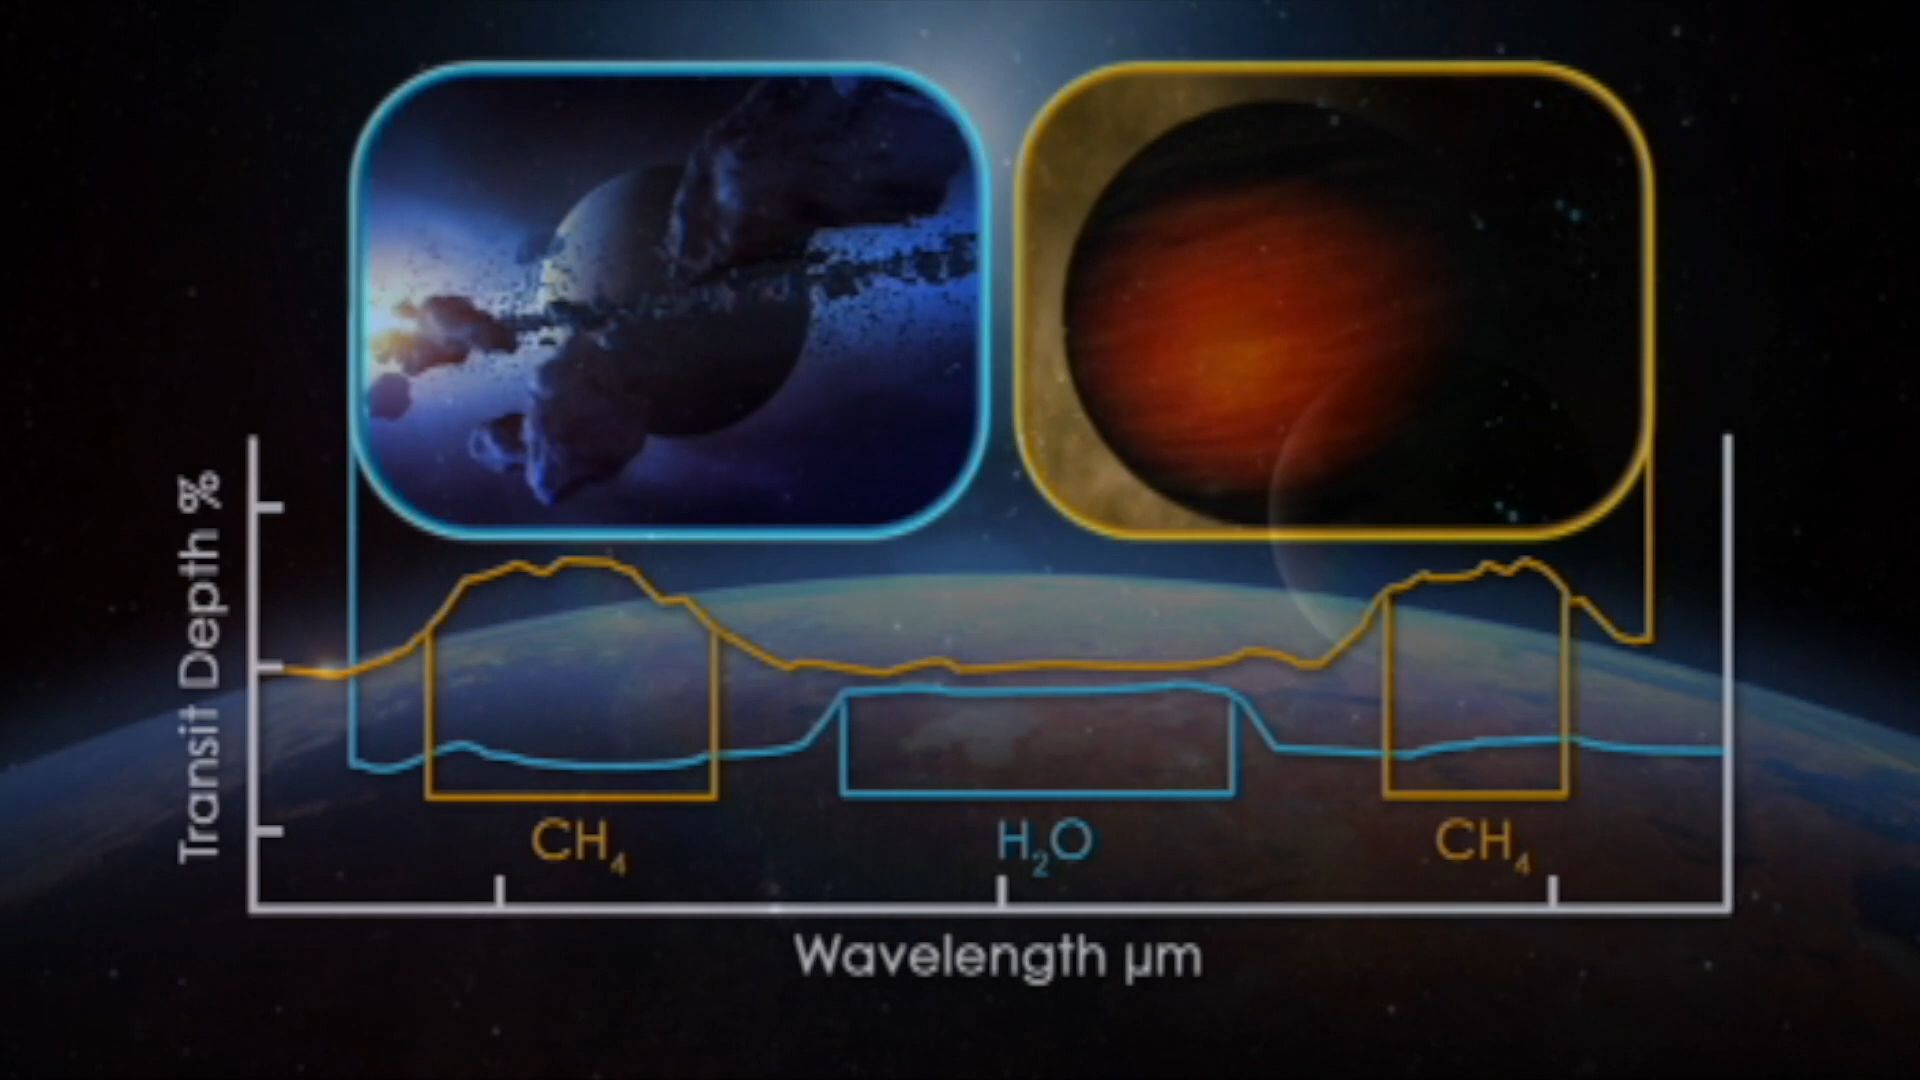 Transit Depth %
CH₄
H₂O
CH₄
Wavelength µm